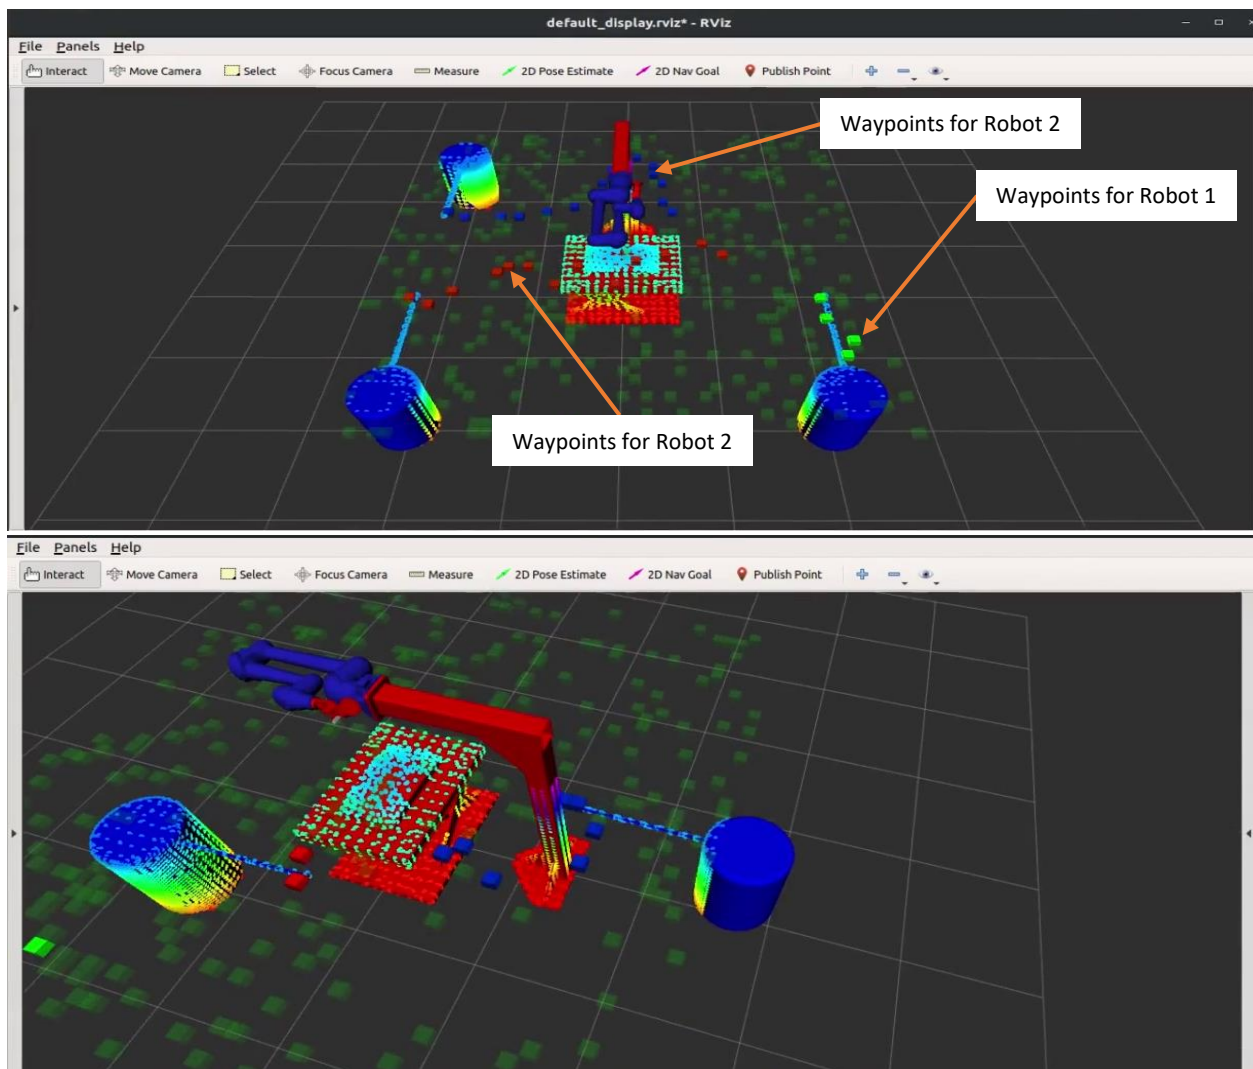 default_display.rviz* - RViz
File Panels Help
Interact Move Camera Select Focus Camera Measure 2D Pose Estimate 2D Nav Goal Publish Point
Waypoints for Robot 2
Waypoints for Robot 1
Waypoints for Robot 2
File Panels Help
Interact Move Camera Select Focus Camera Measure 2D Pose Estimate 2D Nav Goal Publish Point